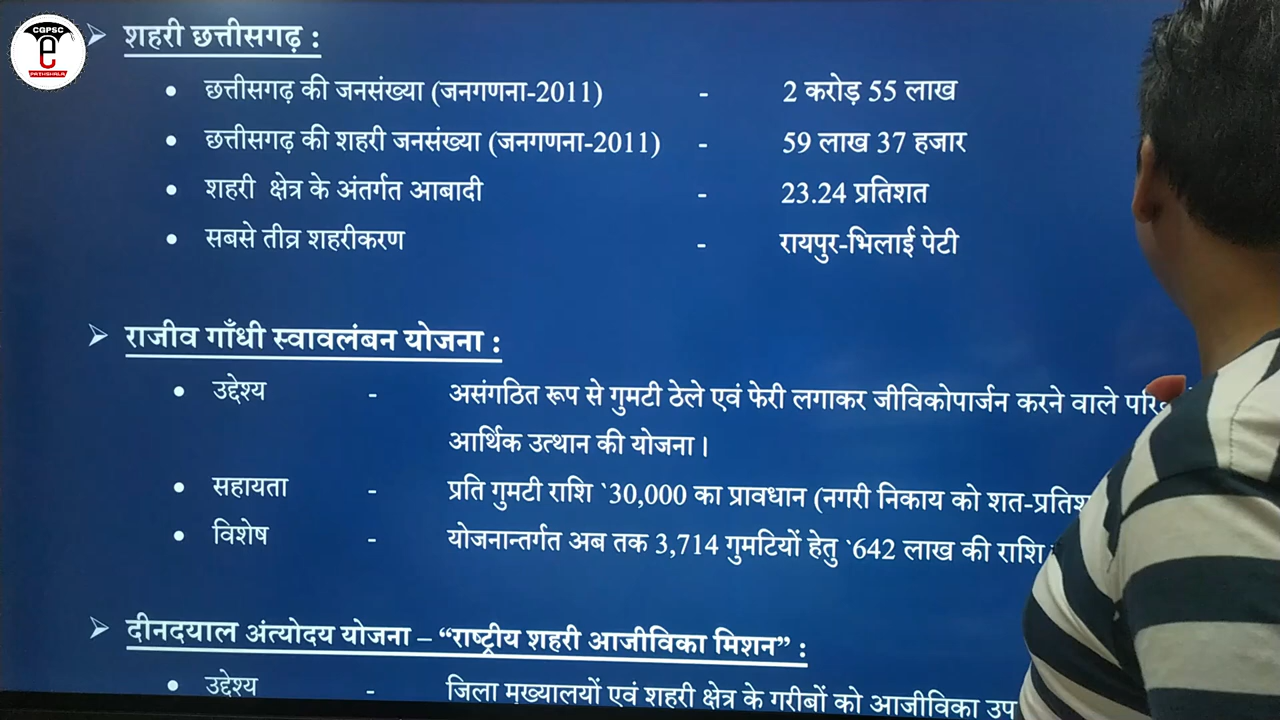 CGPSC
e
PATHSHALA
शहरी छत्तीसगढ़ :
छत्तीसगढ़ की जनसंख्या (जनगणना-2011) - 2 करोड़ 55 लाख
छत्तीसगढ़ की शहरी जनसंख्या (जनगणना-2011) - 59 लाख 37 हजार
शहरी क्षेत्र के अंतर्गत आबादी - 23.24 प्रतिशत
सबसे तीव्र शहरीकरण - रायपुर-भिलाई पेटी
राजीव गाँधी स्वावलंबन योजना :
उद्देश्य - असंगठित रूप से गुमटी ठेले एवं फेरी लगाकर जीविकोपार्जन करने वाले
आर्थिक उत्थान की योजना।
सहायता - प्रति गुमटी राशि `30,000 का प्रावधान (नगरी निकाय को
विशेष - योजनान्तर्गत अब तक 3,714 गुमटियों हेतु `642 लाख की राशि
दीनदयाल अंत्योदय योजना – “राष्ट्रीय शहरी आजीविका मिशन” :
उद्देश्य - जिला मुख्यालयों एवं शहरी क्षेत्र के गरीबों को आजीविका